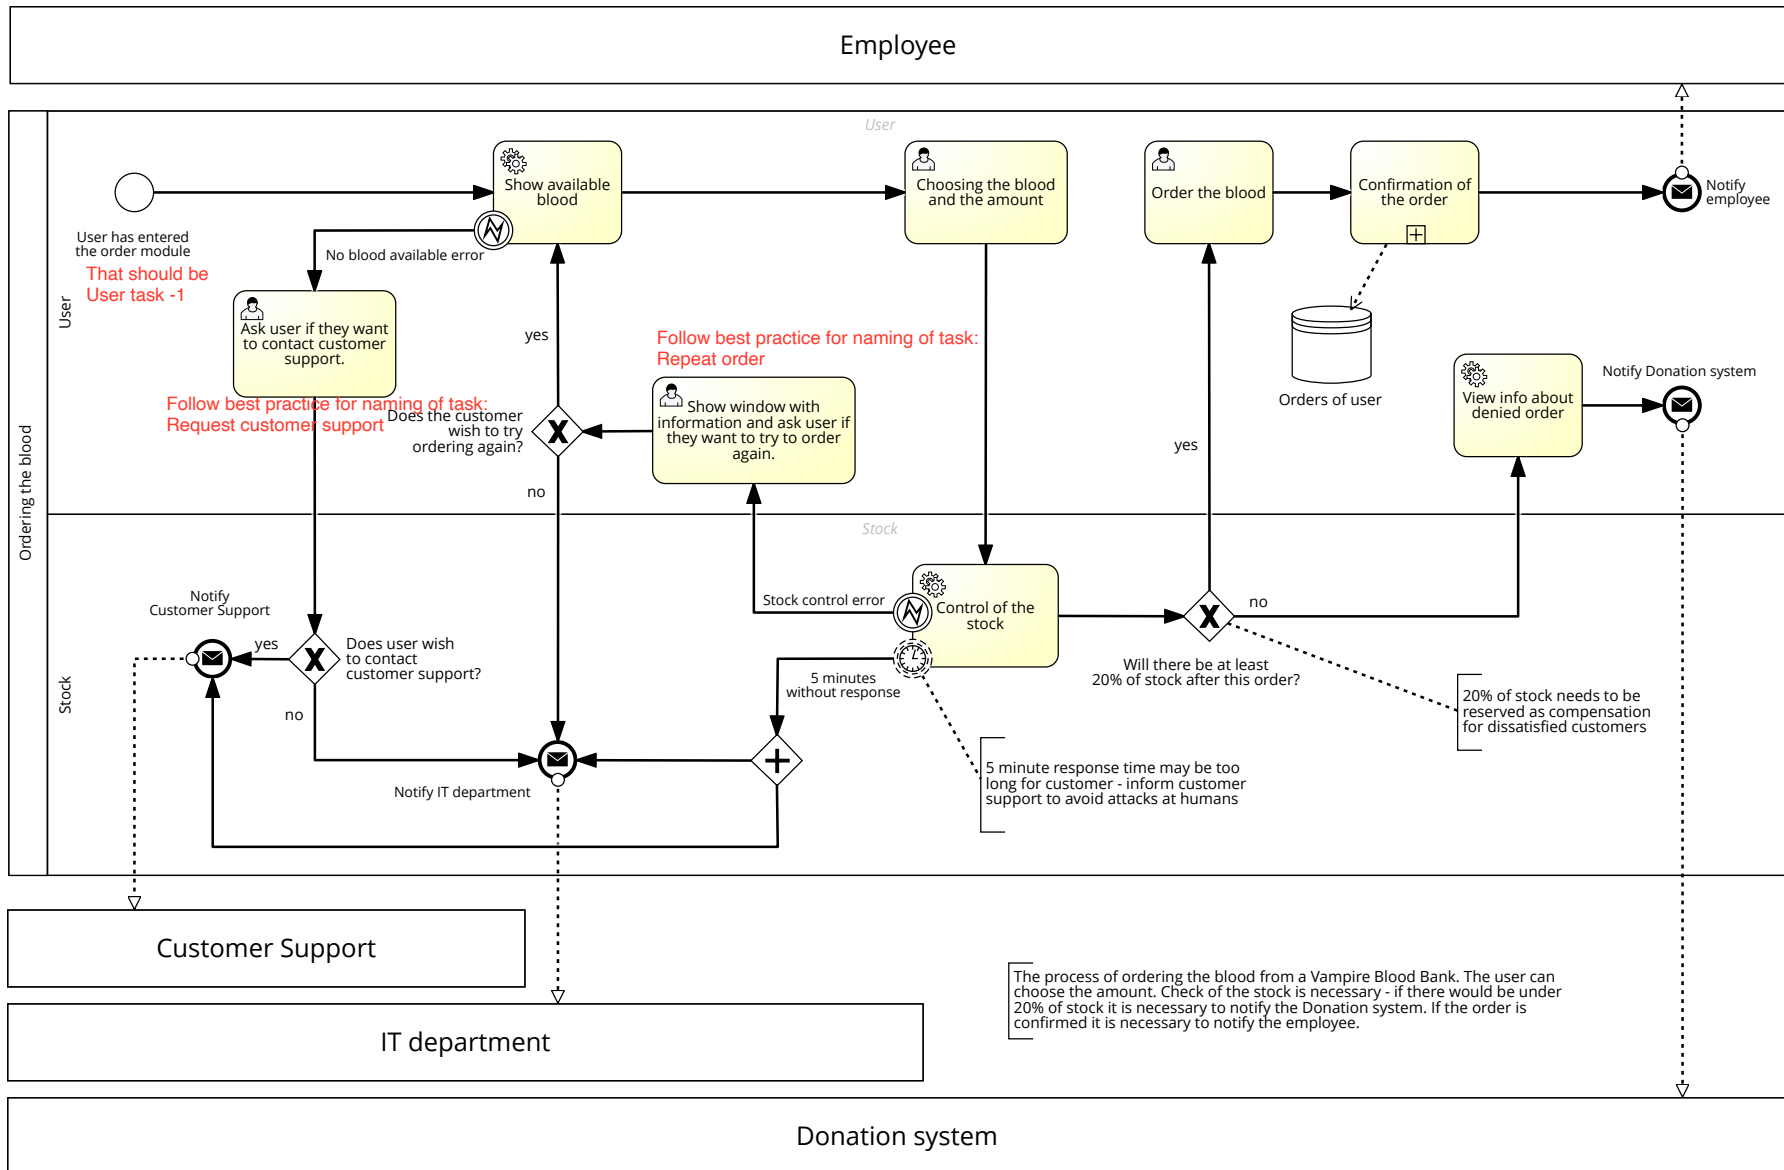 Employee
User
Show available
blood
Choosing the blood
and the amount
Order the blood
Confirmation of
the order
Notify
employee
User has entered
the order module
That should be
User task -1
No blood available error
User
Ask user if they want
to contact customer
support.
yes
Follow best practice for naming of task:
Repeat order
Orders of user
View info about
denied order
Notify Donation system
Follow best practice for naming of task:
Request customer support
Does the customer
wish to try
ordering again?
Show window with
information and ask user if
they want to try to order
again.
yes
no
Ordering the blood
Stock
Notify
Customer Support
Stock control error
Control of the
stock
no
yes
Does user wish
to contact
customer support?
5 minutes
without response
Will there be at least
20% of stock after this order?
20% of stock needs to be
reserved as compensation
for dissatisfied customers
Stock
no
Notify IT department
5 minute response time may be too
long for customer - inform customer
support to avoid attacks at humans
Customer Support
The process of ordering the blood from a Vampire Blood Bank. The user can
choose the amount. Check of the stock is necessary - if there would be under
20% of stock it is necessary to notify the Donation system. If the order is
confirmed it is necessary to notify the employee.
IT department
Donation system